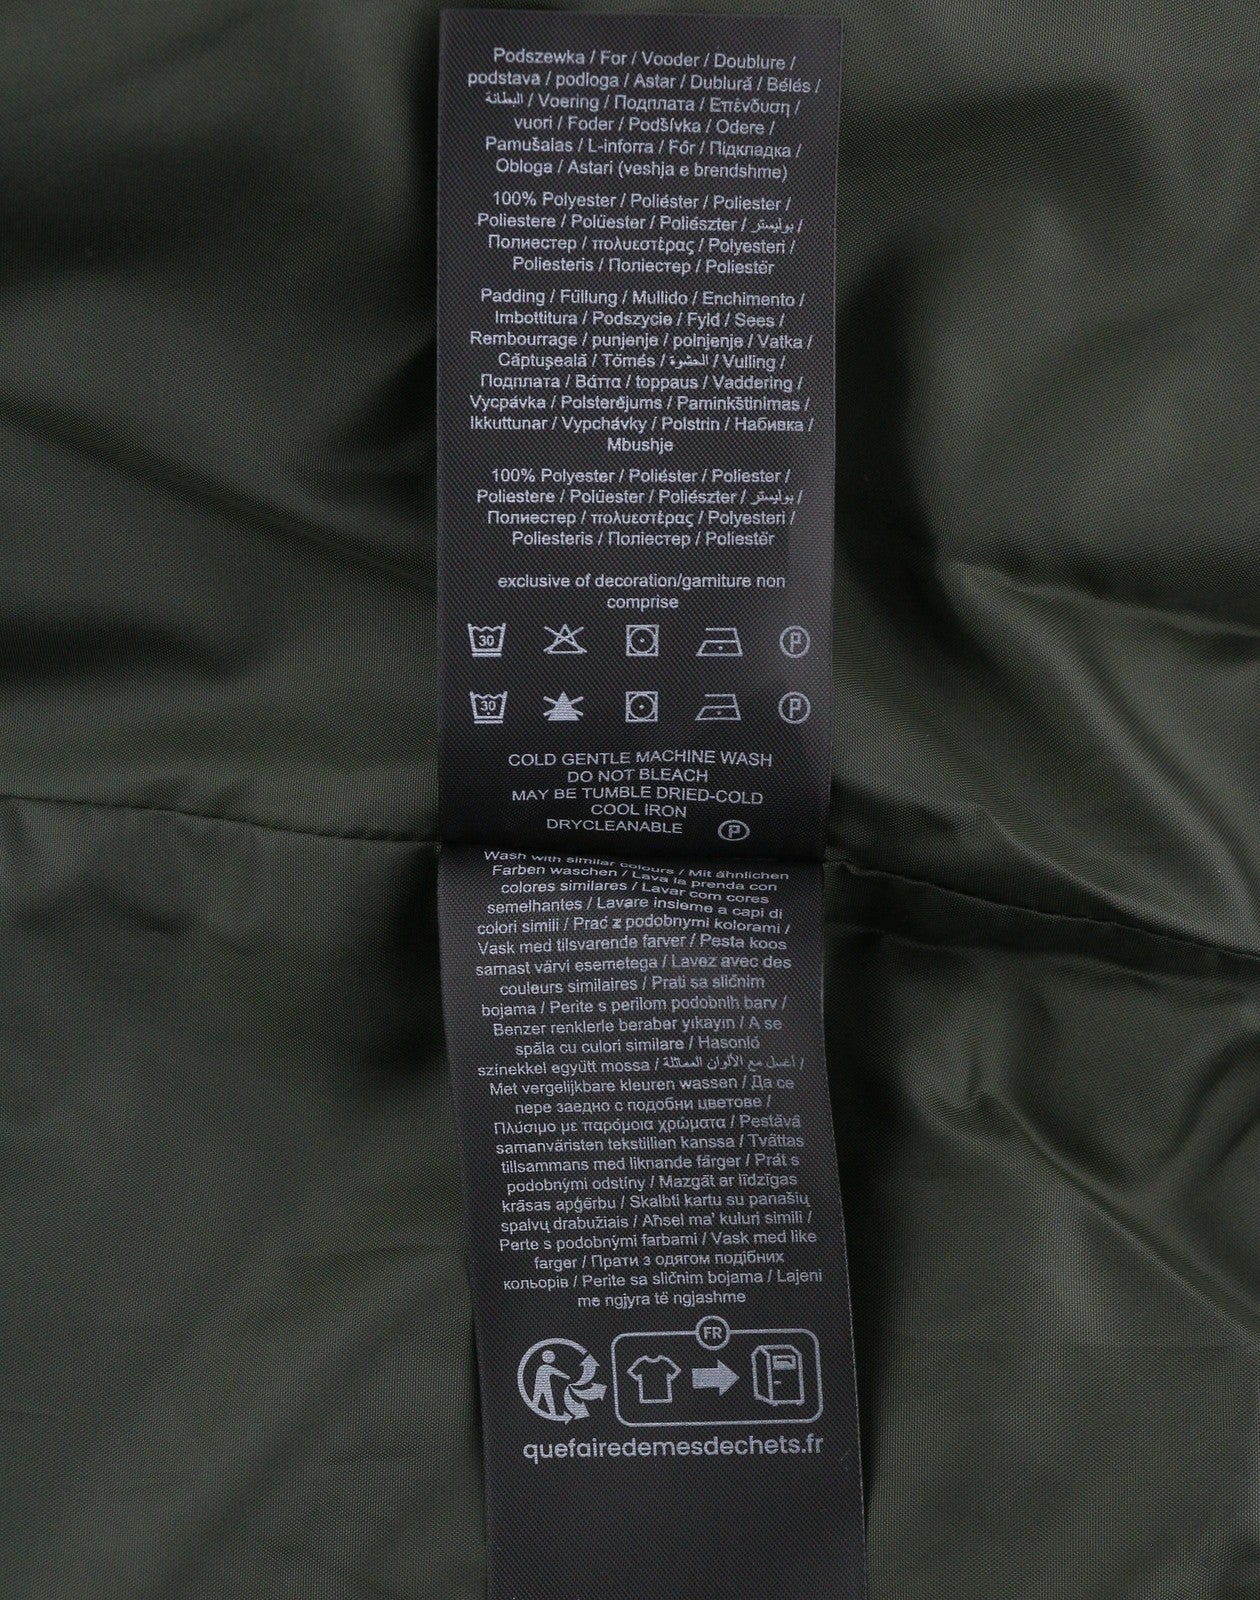 Podszewka / For / Vooder / Doublure /
podstava / podloga / Astar / Dublură / Bélés /
البطانة / Voering / Подплата / Επένδυση /
vuori / Foder / Podšívka / Odere /
Pamušalas / L-inforra / Fôr / Підкладка /
Obloga / Astari (veshja e brendshme)
100% Polyester / Poliéster / Poliester /
Poliestere / Polüester / Poliészter / بوليستر /
Полиестер / πολυεστέρας / Polyesteri /
Poliesteris / Поліестер / Poliestër
Padding / Füllung / Mullido / Enchimento /
Imbottitura / Podszycie / Fyld / Sees /
Rembourrage / punjenje / polnjenje / Vatka /
Căptușeală / Tömés / الحشوة / Vulling /
Подплата / Βάττα / toppaus / Vaddering /
Vycpávka / Polsterējums / Paminkštinimas /
Ikkuttunar / Vypchávky / Polstrin / Набивка /
Mbushje
100% Polyester / Poliéster / Poliester /
Poliestere / Polüester / Poliészter / بوليستر /
Полиестер / πολυεστέρας / Polyesteri /
Poliesteris / Поліестер / Poliestër
exclusive of decoration/garniture non
comprise
30 P
30 P
COLD GENTLE MACHINE WASH
DO NOT BLEACH
MAY BE TUMBLE DRIED-COLD
COOL IRON
DRYCLEANABLE P
Wash with similar colours / Mit ähnlichen
Farben waschen / Lava la prenda con
colores similares / Lavar com cores
semelhantes / Lavare insieme a capi di
colori simili / Prać z podobnymi kolorami /
Vask med tilsvarende farver / Pesta koos
samast värvi esemetega / Lavez avec des
couleurs similaires / Prati sa sličnim
bojama / Perite s perilom podobnih barv /
Benzer renklerle beraber yıkayın / A se
spăla cu culori similare / Hasonló
színekkel együtt mossa / أغسل مع الألوان المماثلة /
Met vergelijkbare kleuren wassen / Да се
пере заедно с подобни цветове /
Πλύσιμο με παρόμοια χρώματα / Pestävä
samanväristen tekstiilien kanssa / Tvättas
tillsammans med liknande färger / Prát s
podobnými odstíny / Mazgāt ar līdzīgas
krāsas apģērbu / Skalbti kartu su panašių
spalvų drabužiais / Aħsel ma' kuluri simili /
Perte s podobnými farbami / Vask med like
farger / Прати з одягом подібних
кольорів / Perite sa sličnim bojama / Lajeni
me ngjyra të ngjashme
FR
quefairedemesdechets.fr